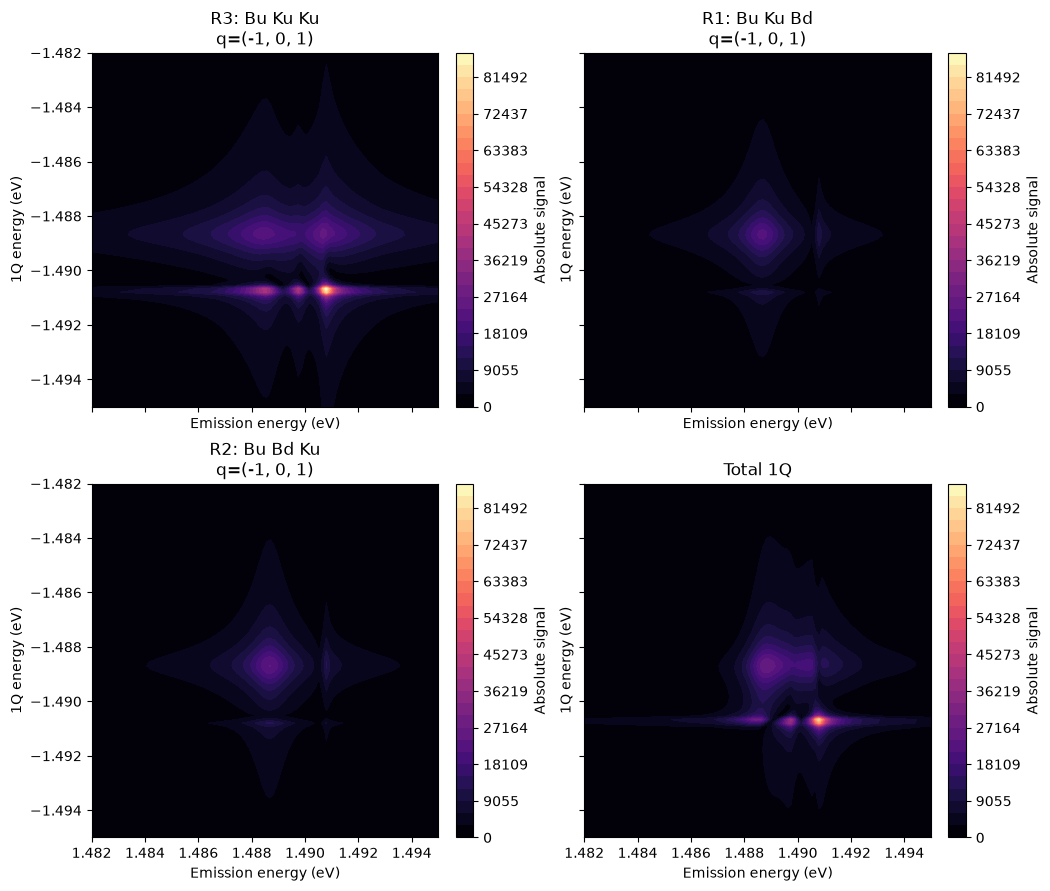 R3: Bu Ku Ku
q=(-1, 0, 1)
−1.482
−1.484
−1.486
−1.488
−1.490
−1.492
−1.494
1Q energy (eV)
Emission energy (eV)
81492
72437
63383
54328
45273
36219
27164
18109
9055
0
Absolute signal
R1: Bu Ku Bd
q=(-1, 0, 1)
1Q energy (eV)
Emission energy (eV)
81492
72437
63383
54328
45273
36219
27164
18109
9055
0
Absolute signal
R2: Bu Bd Ku
q=(-1, 0, 1)
−1.482
−1.484
−1.486
−1.488
−1.490
−1.492
−1.494
1Q energy (eV)
1.482 1.484 1.486 1.488 1.490 1.492 1.494
Emission energy (eV)
81492
72437
63383
54328
45273
36219
27164
18109
9055
0
Absolute signal
Total 1Q
1Q energy (eV)
1.482 1.484 1.486 1.488 1.490 1.492 1.494
Emission energy (eV)
81492
72437
63383
54328
45273
36219
27164
18109
9055
0
Absolute signal